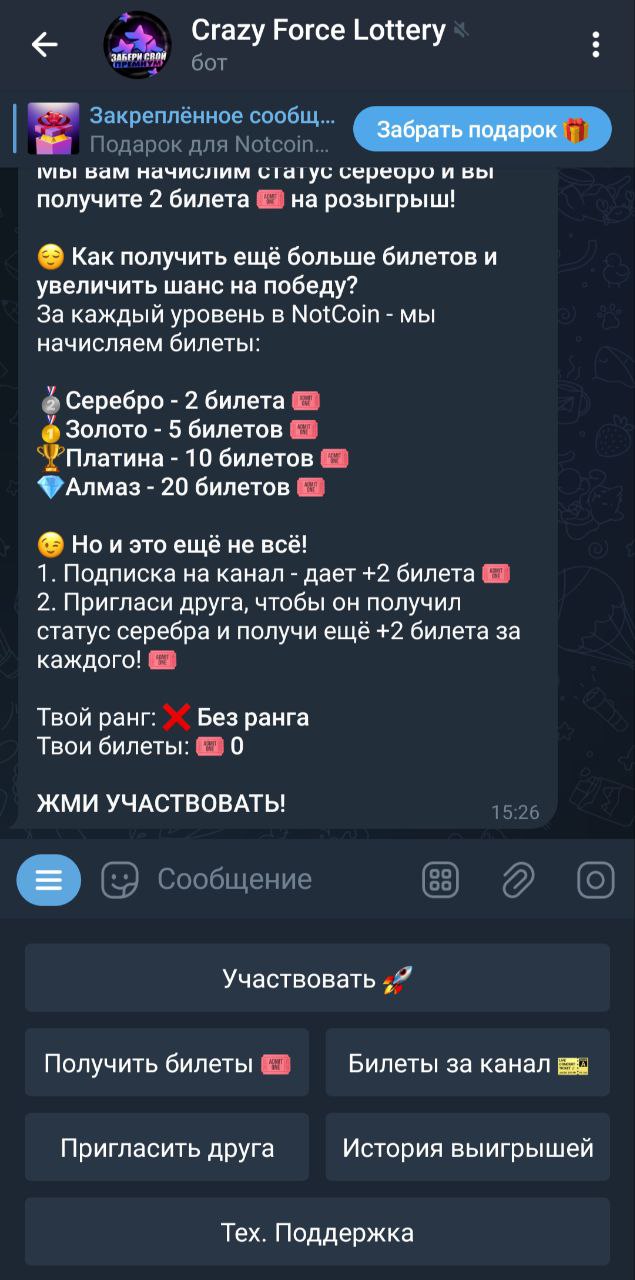 Crazy Force Lottery
бот
ЗАБЕРИ СВОЙ
ПРЕМИУМ
Закреплённое сообщ...
Подарок для Notcoin...
Забрать подарок
Мы вам начислим статус серебро и вы
получите 2 билета на розыгрыш!
Как получить ещё больше билетов и
увеличить шанс на победу?
За каждый уровень в NotCoin - мы
начисляем билеты:
Серебро - 2 билета
Золото - 5 билетов
Платина - 10 билетов
Алмаз - 20 билетов
Но и это ещё не всё!
1. Подписка на канал - дает +2 билета
2. Пригласи друга, чтобы он получил
статус серебра и получи ещё +2 билета за
каждого!
Твой ранг: ❌ Без ранга
Твои билеты: 0
ЖМИ УЧАСТВОВАТЬ!
15:26
Сообщение
Участвовать
Получить билеты
Билеты за канал
Пригласить друга
История выигрышей
Тех. Поддержка